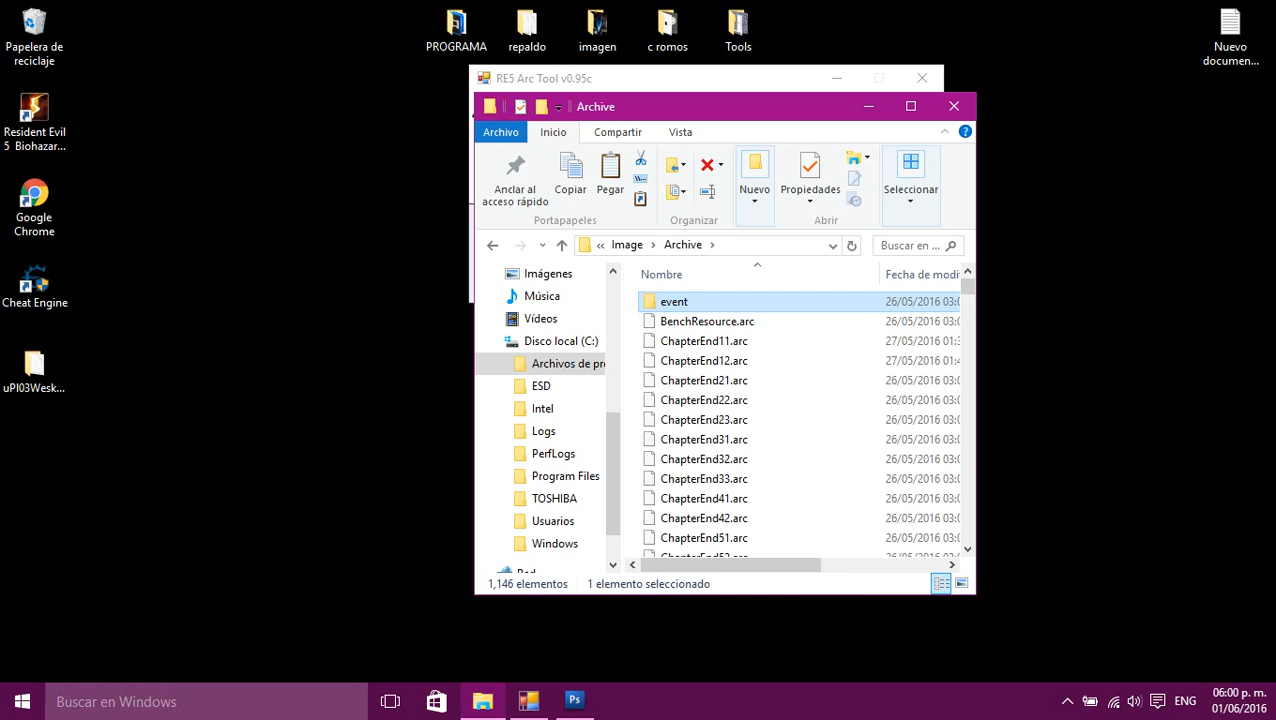 Papelera de
reciclaje
PROGRAMA
repaldo
imagen
c romos
Tools
Nuevo
documen...
Resident Evil
5 Biohazar...
Google
Chrome
Cheat Engine
uPl03Wesk...
RE5 Arc Tool v0.95c
Archive
Archivo
Inicio
Compartir
Vista
Anclar al
acceso rápido
Copiar
Pegar
Nuevo
Propiedades
Seleccionar
Portapapeles
Organizar
Abrir
« Image > Archive >
Buscar en ...
Imágenes
Música
Vídeos
Disco local (C:)
Archivos de pr
ESD
Intel
Logs
PerfLogs
Program Files
TOSHIBA
Usuarios
Windows
Red
Nombre
Fecha de modi
event 26/05/2016 03:0
BenchResource.arc 26/05/2016 03:0
ChapterEnd11.arc 27/05/2016 01:3
ChapterEnd12.arc 27/05/2016 01:4
ChapterEnd21.arc 26/05/2016 03:0
ChapterEnd22.arc 26/05/2016 03:0
ChapterEnd23.arc 26/05/2016 03:0
ChapterEnd31.arc 26/05/2016 03:0
ChapterEnd32.arc 26/05/2016 03:0
ChapterEnd33.arc 26/05/2016 03:0
ChapterEnd41.arc 26/05/2016 03:0
ChapterEnd42.arc 26/05/2016 03:0
ChapterEnd51.arc 26/05/2016 03:0
ChapterEnd52.arc
1,146 elementos
1 elemento seleccionado
Buscar en Windows
Ps
ENG
06:00 p. m.
01/06/2016